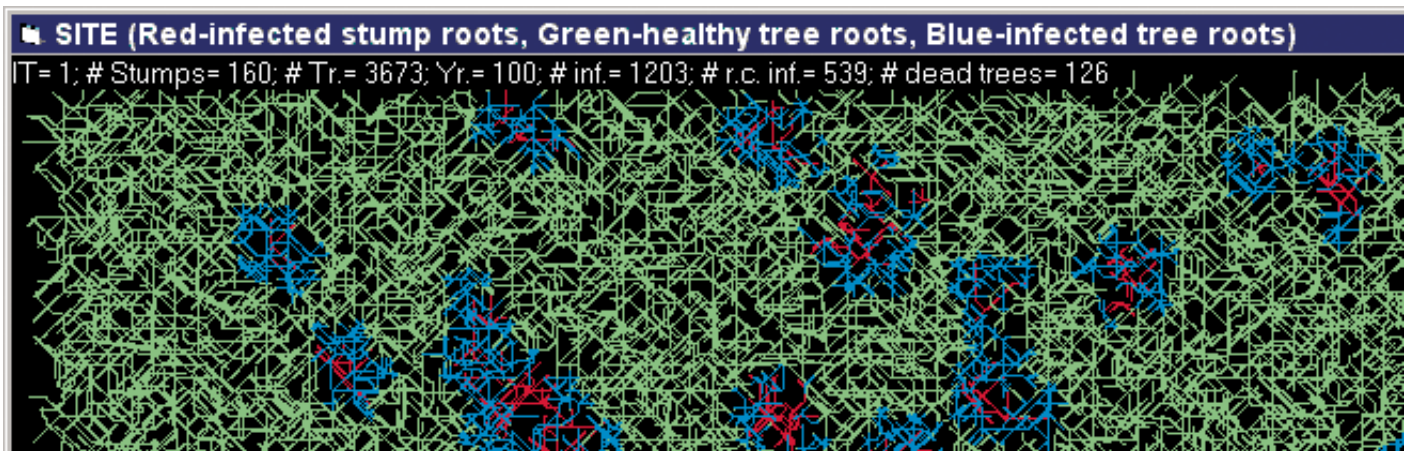 SITE (Red-infected stump roots, Green-healthy tree roots, Blue-infected tree roots)
IT= 1; # Stumps= 160; # Tr.= 3673; Yr.= 100; # inf.= 1203; # r.c. inf.= 539; # dead trees= 126